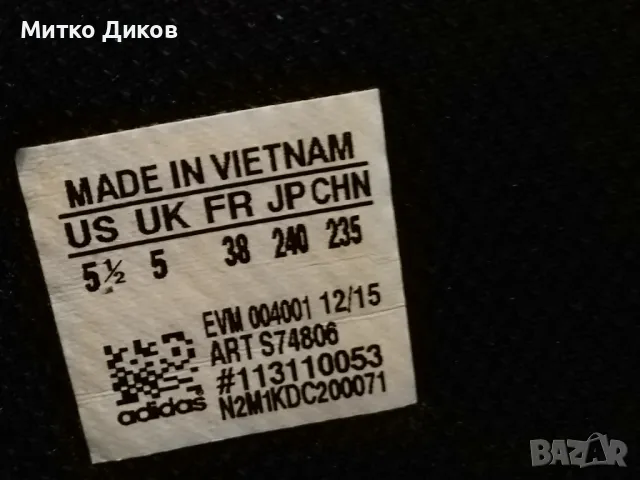 Митко Диков
MADE IN VIETNAM
US UK FR JP CHN
5½ 5 38 240 235
EVM 004001 12/15
ART S74806
#113110053
adidas N2M1KDC200071
BAZAR